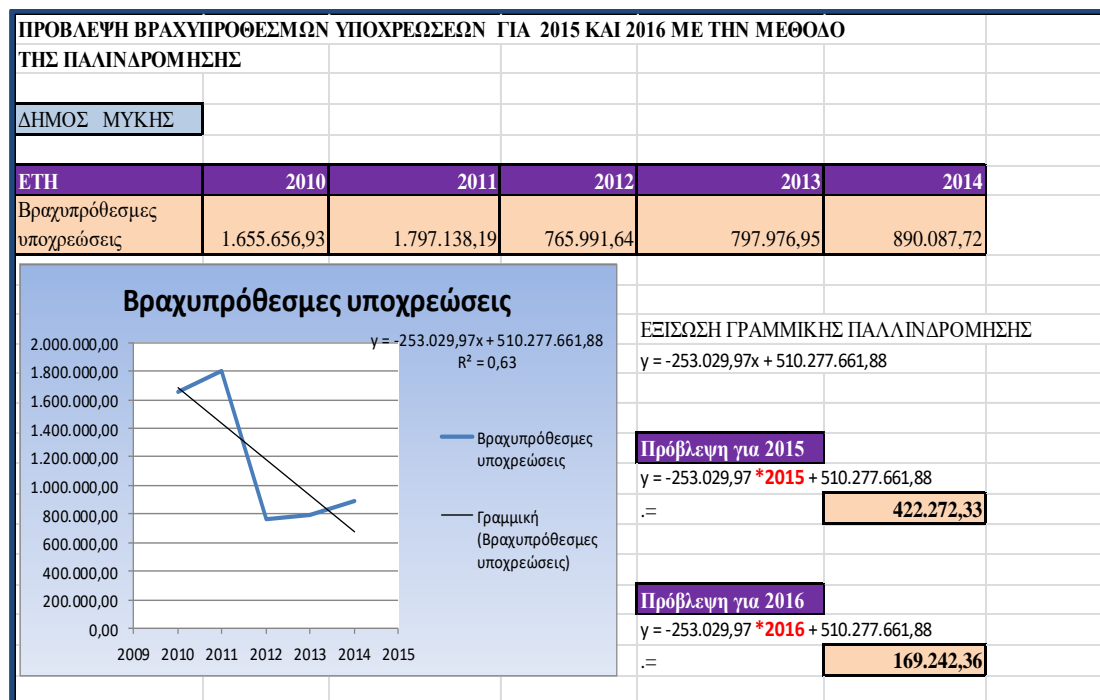 ΠΡΟΒΛΕΨΗ ΒΡΑΧΥΠΡΟΘΕΣΜΩΝ ΥΠΟΧΡΕΩΣΕΩΝ ΓΙΑ 2015 ΚΑΙ 2016 ΜΕ ΤΗΝ ΜΕΘΟΔΟ
ΤΗΣ ΠΑΛΙΝΔΡΟΜΗΣΗΣ
ΔΗΜΟΣ ΜΥΚΗΣ
ΕΤΗ 2010 2011 2012 2013 2014
Βραχυπρόθεσμες
υποχρεώσεις 1.655.656,93 1.797.138,19 765.991,64 797.976,95 890.087,72
Βραχυπρόθεσμες υποχρεώσεις
y = -253.029,97x + 510.277.661,88
R² = 0,63
2.000.000,00
1.800.000,00
1.600.000,00
1.400.000,00
1.200.000,00
1.000.000,00
800.000,00
600.000,00
400.000,00
200.000,00
0,00
2009 2010 2011 2012 2013 2014 2015
Βραχυπρόθεσμες
υποχρεώσεις
Γραμμική
(Βραχυπρόθεσμες
υποχρεώσεις)
ΕΞΙΣΩΣΗ ΓΡΑΜΜΙΚΗΣ ΠΑΛΛΙΝΔΡΟΜΗΣΗΣ
y = -253.029,97x + 510.277.661,88
Πρόβλεψη για 2015
y = -253.029,97 *2015 + 510.277.661,88
.= 422.272,33
Πρόβλεψη για 2016
y = -253.029,97 *2016 + 510.277.661,88
.= 169.242,36